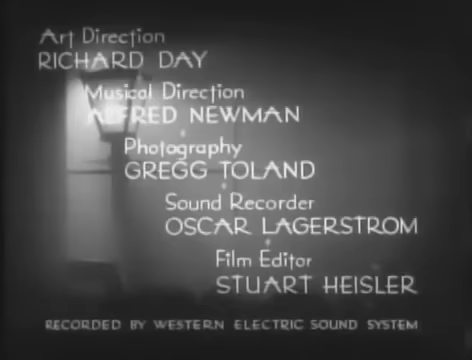 Art Direction
RICHARD DAY
Musical Direction
ALFRED NEWMAN
Photography
GREGG TOLAND
Sound Recorder
OSCAR LAGERSTROM
Film Editor
STUART HEISLER
RECORDED BY WESTERN ELECTRIC SOUND SYSTEM